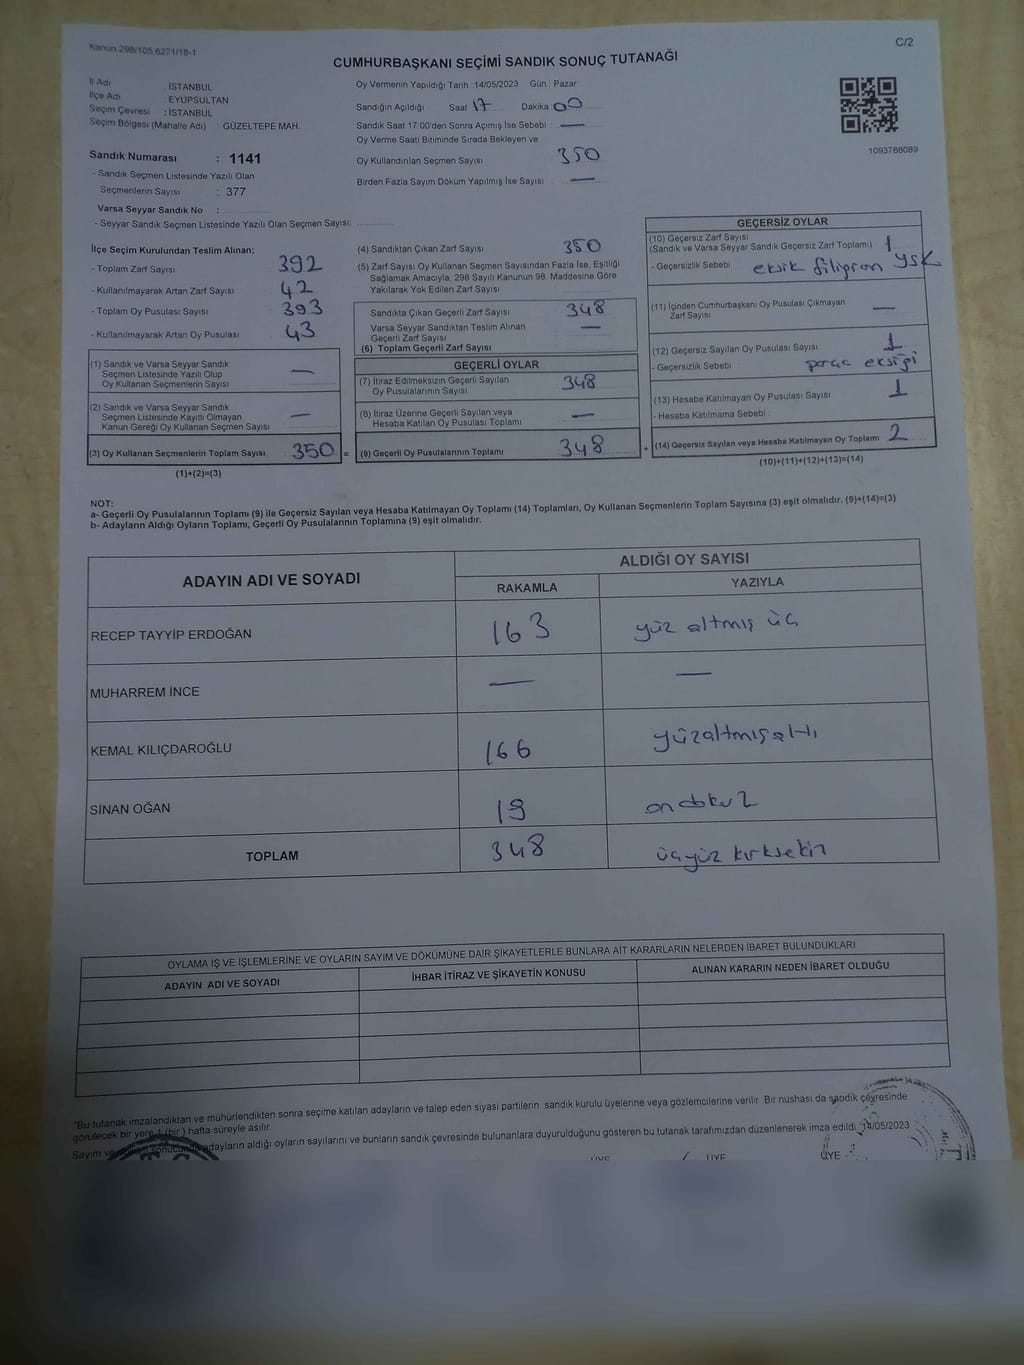 Kanun 298/105,6271/18-1
C/2
CUMHURBAŞKANI SEÇİMİ SANDIK SONUÇ TUTANAĞI
İl Adı : İSTANBUL
İlçe Adı : EYÜPSULTAN
Seçim Çevresi : İSTANBUL
Seçim Bölgesi (Mahalle Adı) : GÜZELTEPE MAH.
Sandık Numarası : 1141
- Sandık Seçmen Listesinde Yazılı Olan
Seçmenlerin Sayısı : 377
Varsa Seyyar Sandık No :
- Seyyar Sandık Seçmen Listesinde Yazılı Olan Seçmen Sayısı:
Oy Vermenin Yapıldığı Tarih : 14/05/2023 Gün : Pazar
Sandığın Açıldığı Saat 17 Dakika 00
Sandık Saat 17:00'den Sonra Açılmış İse Sebebi : —
Oy Verme Saati Bitiminde Sırada Bekleyen ve
Oy Kullandırılan Seçmen Sayısı 350
Birden Fazla Sayım Döküm Yapılmış İse Sayısı : —
1093788089
İlçe Seçim Kurulundan Teslim Alınan;
- Toplam Zarf Sayısı 392
- Kullanılmayarak Artan Zarf Sayısı 42
- Toplam Oy Pusulası Sayısı 393
- Kullanılmayarak Artan Oy Pusulası 43
(1) Sandık ve Varsa Seyyar Sandık
Seçmen Listesinde Yazılı Olup
Oy Kullanan Seçmenlerin Sayısı —
(2) Sandık ve Varsa Seyyar Sandık
Seçmen Listesinde Kayıtlı Olmayan
Kanun Gereği Oy Kullanan Seçmen Sayısı —
(3) Oy Kullanan Seçmenlerin Toplam Sayısı 350 =
(1)+(2)=(3)
(4) Sandıktan Çıkan Zarf Sayısı 350
(5) Zarf Sayısı Oy Kullanan Seçmen Sayısından Fazla İse, Eşitliği
Sağlamak Amacıyla, 298 Sayılı Kanunun 98. Maddesine Göre
Yakılarak Yok Edilen Zarf Sayısı
Sandıkta Çıkan Geçerli Zarf Sayısı 348
Varsa Seyyar Sandıktan Teslim Alınan
Geçerli Zarf Sayısı —
(6) Toplam Geçerli Zarf Sayısı
GEÇERLİ OYLAR
(7) İtiraz Edilmeksizin Geçerli Sayılan
Oy Pusulalarının Sayısı 348
(8) İtiraz Üzerine Geçerli Sayılan veya
Hesaba Katılan Oy Pusulası Toplamı —
(9) Geçerli Oy Pusulalarının Toplamı 348 +
GEÇERSİZ OYLAR
(10) Geçersiz Zarf Sayısı
(Sandık ve Varsa Seyyar Sandık Geçersiz Zarf Toplamı) 1
- Geçersizlik Sebebi eksik filigran YSK
(11) İçinden Cumhurbaşkanı Oy Pusulası Çıkmayan
Zarf Sayısı —
(12) Geçersiz Sayılan Oy Pusulası Sayısı 1
- Geçersizlik Sebebi parça eksiği
(13) Hesaba Katılmayan Oy Pusulası Sayısı 1
- Hesaba Katılmama Sebebi :
(14) Geçersiz Sayılan veya Hesaba Katılmayan Oy Toplamı 2
(10)+(11)+(12)+(13)=(14)
NOT:
a- Geçerli Oy Pusulalarının Toplamı (9) ile Geçersiz Sayılan veya Hesaba Katılmayan Oy Toplamı (14) Toplamları, Oy Kullanan Seçmenlerin Toplam Sayısına (3) eşit olmalıdır. (9)+(14)=(3)
b- Adayların Aldığı Oyların Toplamı, Geçerli Oy Pusulalarının Toplamına (9) eşit olmalıdır.
ADAYIN ADI VE SOYADI
ALDIĞI OY SAYISI
RAKAMLA YAZIYLA
RECEP TAYYİP ERDOĞAN 163 yüz altmış üç
MUHARREM İNCE — —
KEMAL KILIÇDAROĞLU 166 yüzaltmışaltı
SİNAN OĞAN 19 ondokuz
TOPLAM 348 üçyüz kırksekiz
OYLAMA İŞ VE İŞLEMLERİNE VE OYLARIN SAYIM VE DÖKÜMÜNE DAİR ŞİKAYETLERLE BUNLARA AİT KARARLARIN NELERDEN İBARET BULUNDUKLARI
ADAYIN ADI VE SOYADI İHBAR İTİRAZ VE ŞİKAYETİN KONUSU ALINAN KARARIN NEDEN İBARET OLDUĞU
"Bu tutanak imzalandıktan ve mühürlendikten sonra seçime katılan adayların ve talep eden siyasi partilerin sandık kurulu üyelerine veya gözlemcilerine verilir. Bir nushası da sandık çevresinde
görülecek bir yere 1 (bir) hafta süreyle asılır.
Sayım ve sonucunda adayların aldığı oyların sayılarını ve bunların sandık çevresinde bulunanlara duyurulduğunu gösteren bu tutanak tarafımızdan düzenlenerek imza edildi. 14/05/2023
ÜYE ÜYE ÜYE